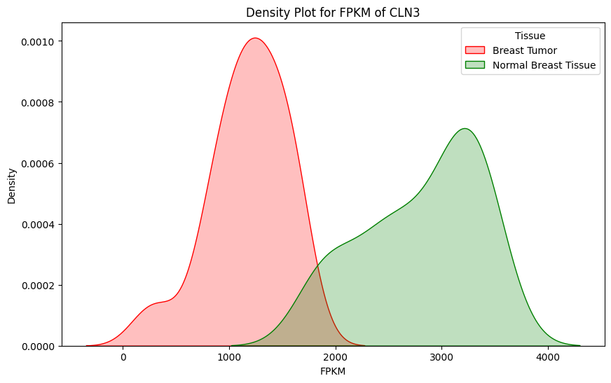 Density Plot for FPKM of CLN3
Tissue
Breast Tumor
Normal Breast Tissue
Density
0.0010
0.0008
0.0006
0.0004
0.0002
0.0000
0 1000 2000 3000 4000
FPKM